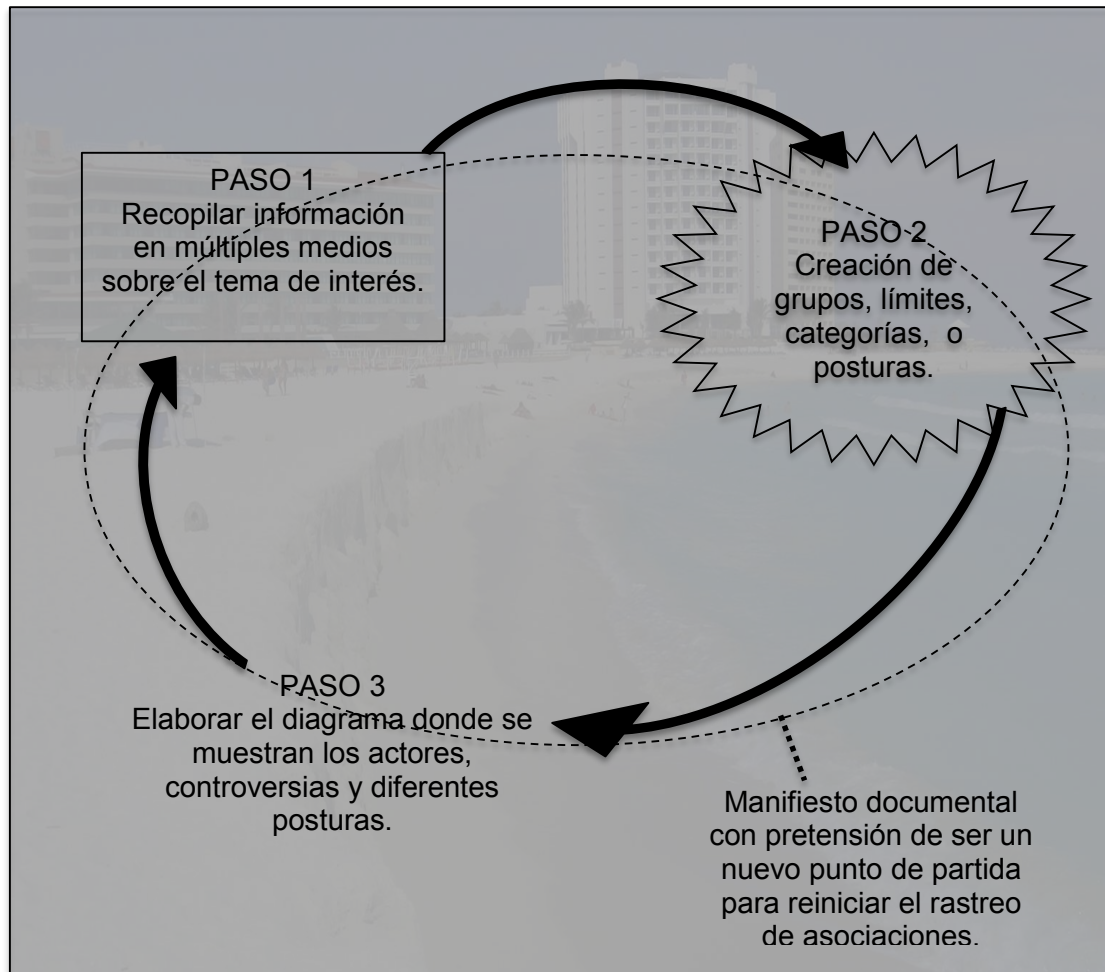 PASO 1
Recopilar información
en múltiples medios
sobre el tema de interés.
PASO 2
Creación de
grupos, límites,
categorías, o
posturas.
PASO 3
Elaborar el diagrama donde se
muestran los actores,
controversias y diferentes
posturas.
Manifiesto documental
con pretensión de ser un
nuevo punto de partida
para reiniciar el rastreo
de asociaciones.